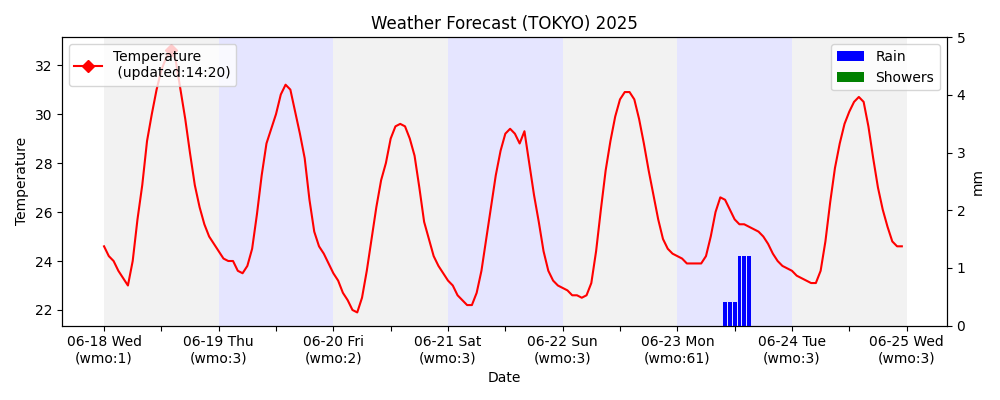 Weather Forecast (TOKYO) 2025
Temperature
(updated:14:20)
Rain
Showers
Temperature
32
30
28
26
24
22
5
4
3
2
1
0
mm
06-18 Wed
(wmo:1)
06-19 Thu
(wmo:3)
06-20 Fri
(wmo:2)
06-21 Sat
(wmo:3)
06-22 Sun
(wmo:3)
06-23 Mon
(wmo:61)
06-24 Tue
(wmo:3)
06-25 Wed
(wmo:3)
Date